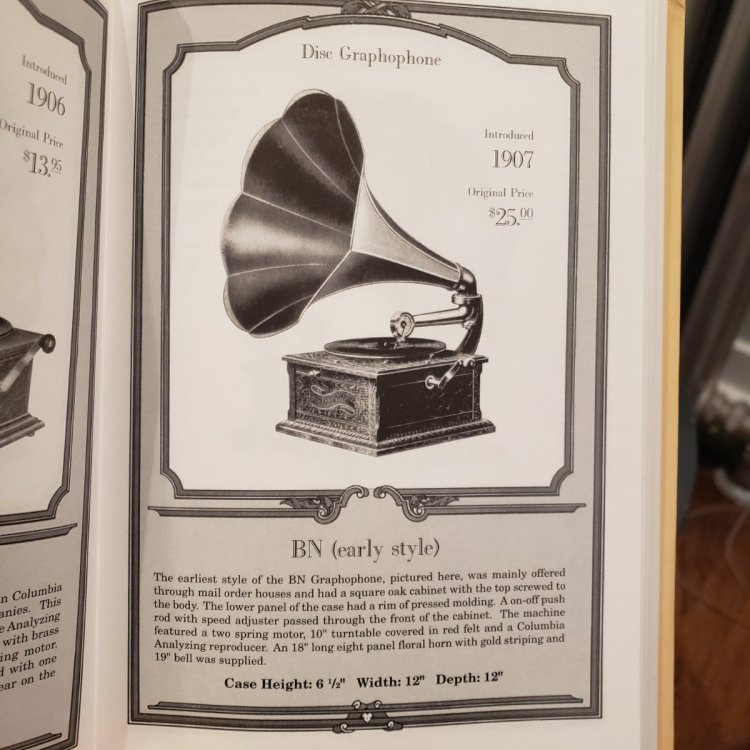 Introduced
1906
Original Price
$13.95
n Columbia
anies. This
e Analyzing
with brass
ing motor.
d with one
ear on the
Disc Graphophone
Introduced
1907
Original Price
$25.00
BN (early style)
The earliest style of the BN Graphophone, pictured here, was mainly offered
through mail order houses and had a square oak cabinet with the top screwed to
the body. The lower panel of the case had a rim of pressed molding. A on-off push
rod with speed adjuster passed through the front of the cabinet. The machine
featured a two spring motor, 10" turntable covered in red felt and a Columbia
Analyzing reproducer. An 18" long eight panel floral horn with gold striping and
19" bell was supplied.
Case Height: 6 ½" Width: 12" Depth: 12"